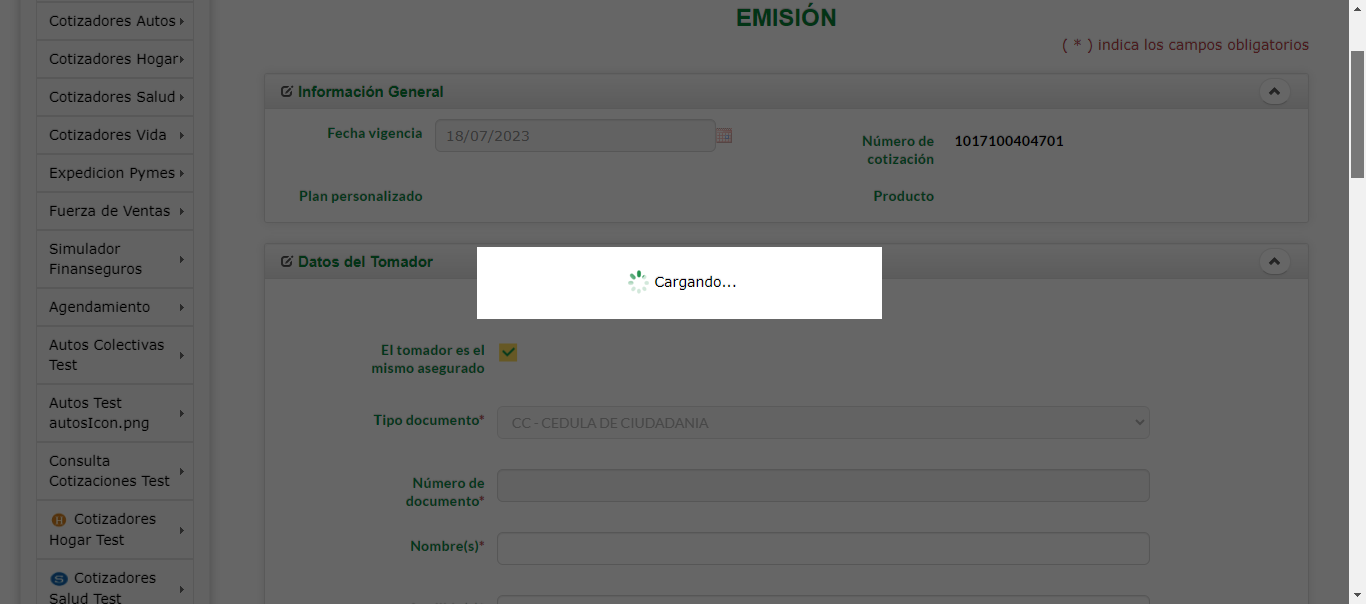 Cotizadores Autos
Cotizadores Hogar
Cotizadores Salud
Cotizadores Vida
Expedicion Pymes
Fuerza de Ventas
Simulador
Finanseguros
Agendamiento
Autos Colectivas
Test
Autos Test
autosIcon.png
Consulta
Cotizaciones Test
H Cotizadores
Hogar Test
S Cotizadores
Salud Test
EMISIÓN
( * ) indica los campos obligatorios
Información General
Fecha vigencia
18/07/2023
Número de
cotización
1017100404701
Plan personalizado
Producto
Datos del Tomador
Cargando...
El tomador es el
mismo asegurado
Tipo documento*
CC - CEDULA DE CIUDADANIA
Número de
documento*
Nombre(s)*